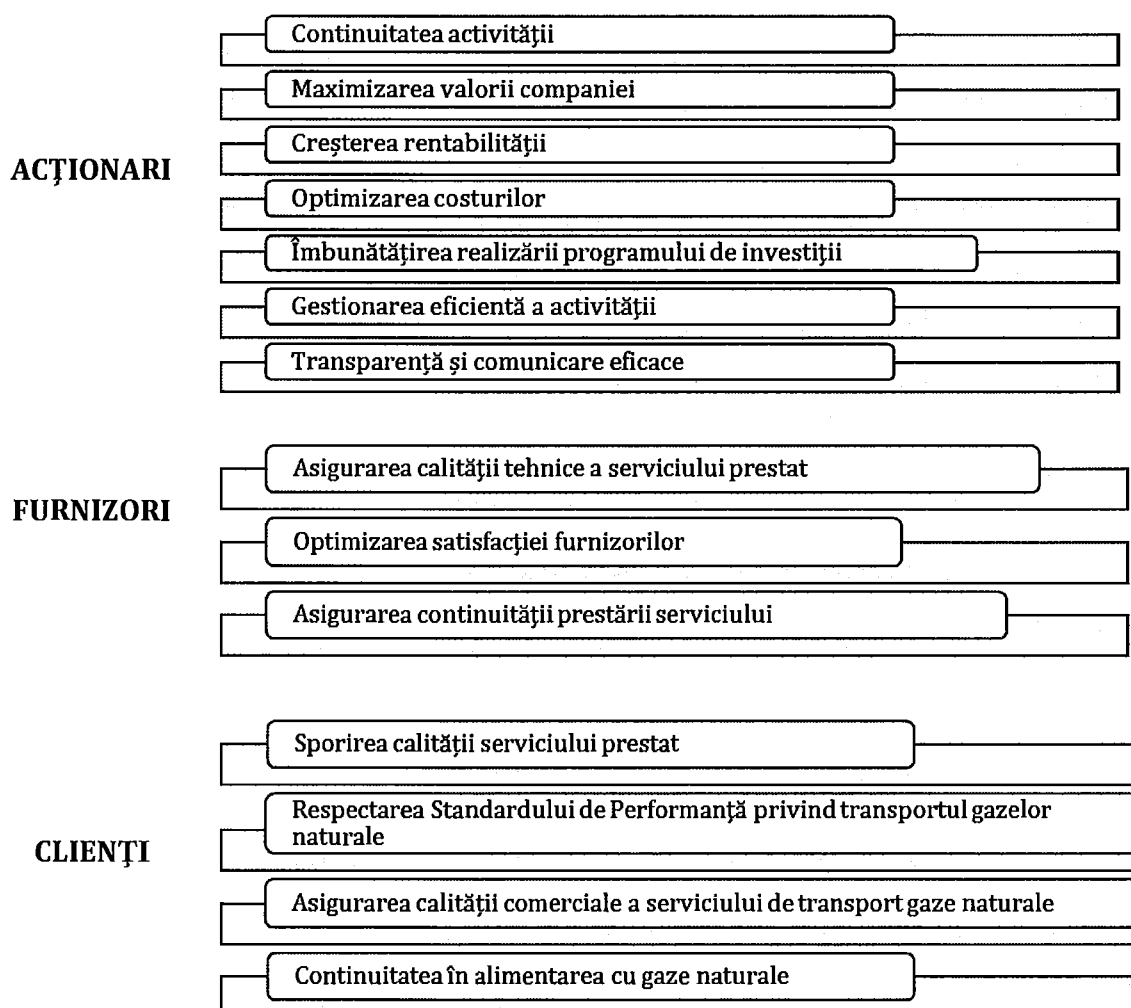 ACȚIONARI
Continuitatea activității
Maximizarea valorii companiei
Creșterea rentabilității
Optimizarea costurilor
Îmbunătățirea realizării programului de investiții
Gestionarea eficientă a activității
Transparență și comunicare eficace
FURNIZORI
Asigurarea calității tehnice a serviciului prestat
Optimizarea satisfacției furnizorilor
Asigurarea continuității prestării serviciului
CLIENȚI
Sporirea calității serviciului prestat
Respectarea Standardului de Performanță privind transportul gazelor
naturale
Asigurarea calității comerciale a serviciului de transport gaze naturale
Continuitatea în alimentarea cu gaze naturale